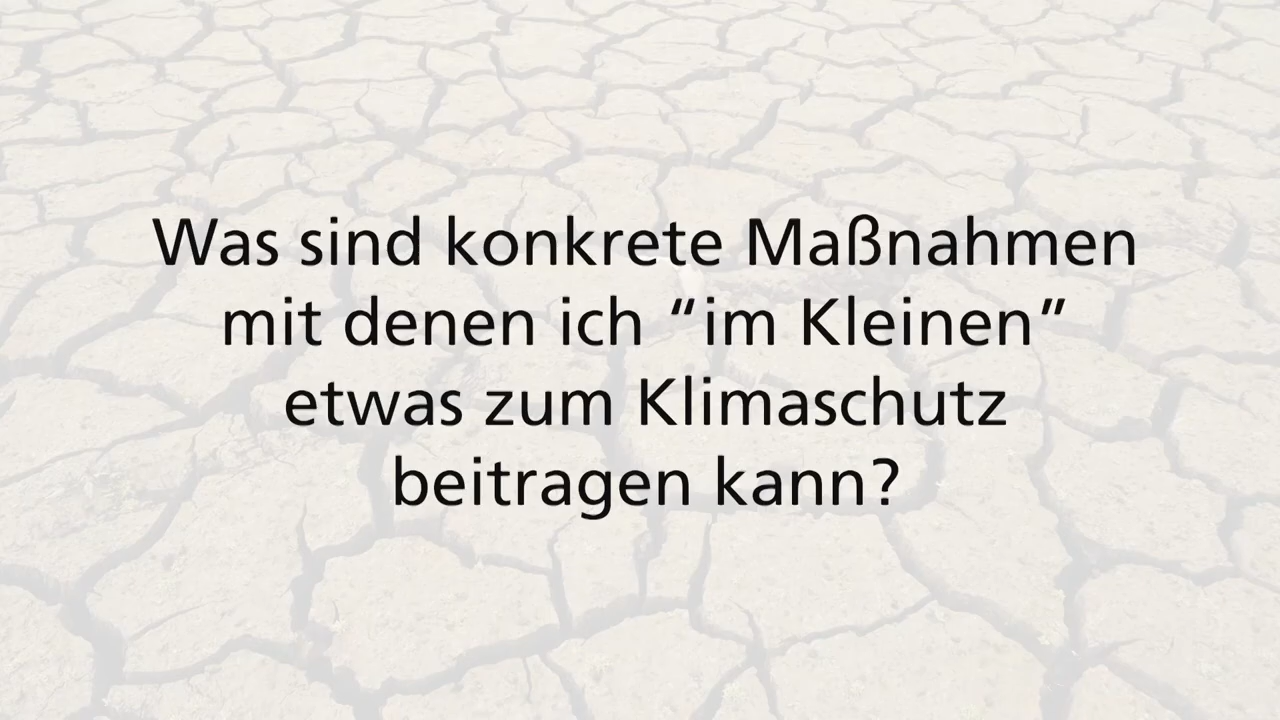 Was sind konkrete Maßnahmen
mit denen ich “im Kleinen”
etwas zum Klimaschutz
beitragen kann?